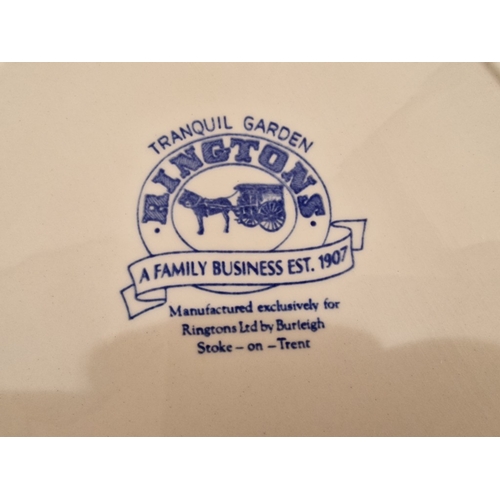 TRANQUIL GARDEN
RINGTONS
A FAMILY BUSINESS EST. 1907
Manufactured exclusively for
Ringtons Ltd by Burleigh
Stoke – on – Trent